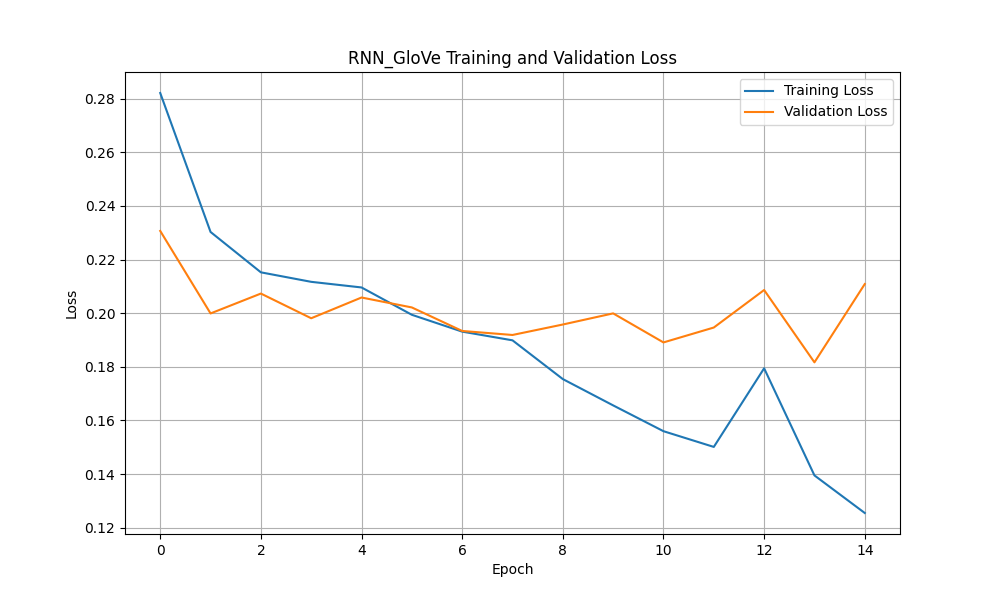 RNN_GloVe Training and Validation Loss
Training Loss
Validation Loss
0.28
0.26
0.24
0.22
0.20
0.18
0.16
0.14
0.12
Loss
0 2 4 6 8 10 12 14
Epoch